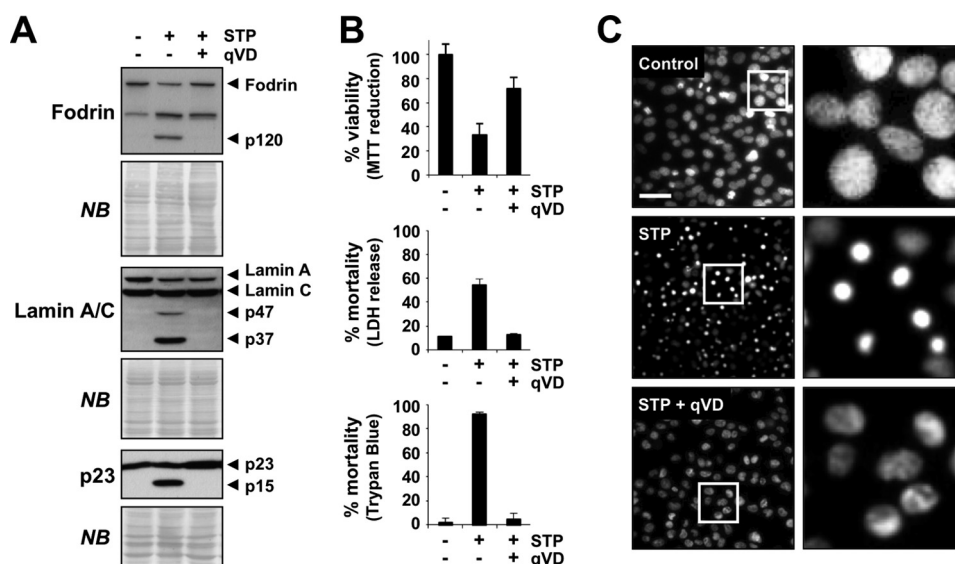 A
- + + STP
- - + qVD
Fodrin
Fodrin
p120
NB
Lamin A/C
Lamin A
Lamin C
p47
p37
NB
p23
p23
p15
NB
B
% viability
(MTT reduction)
100
80
60
40
20
0
- + + STP
- - + qVD
% mortality
(LDH release)
100
80
60
40
20
0
- + + STP
- - + qVD
% mortality
(Trypan Blue)
100
80
60
40
20
0
- + + STP
- - + qVD
C
Control
STP
STP + qVD